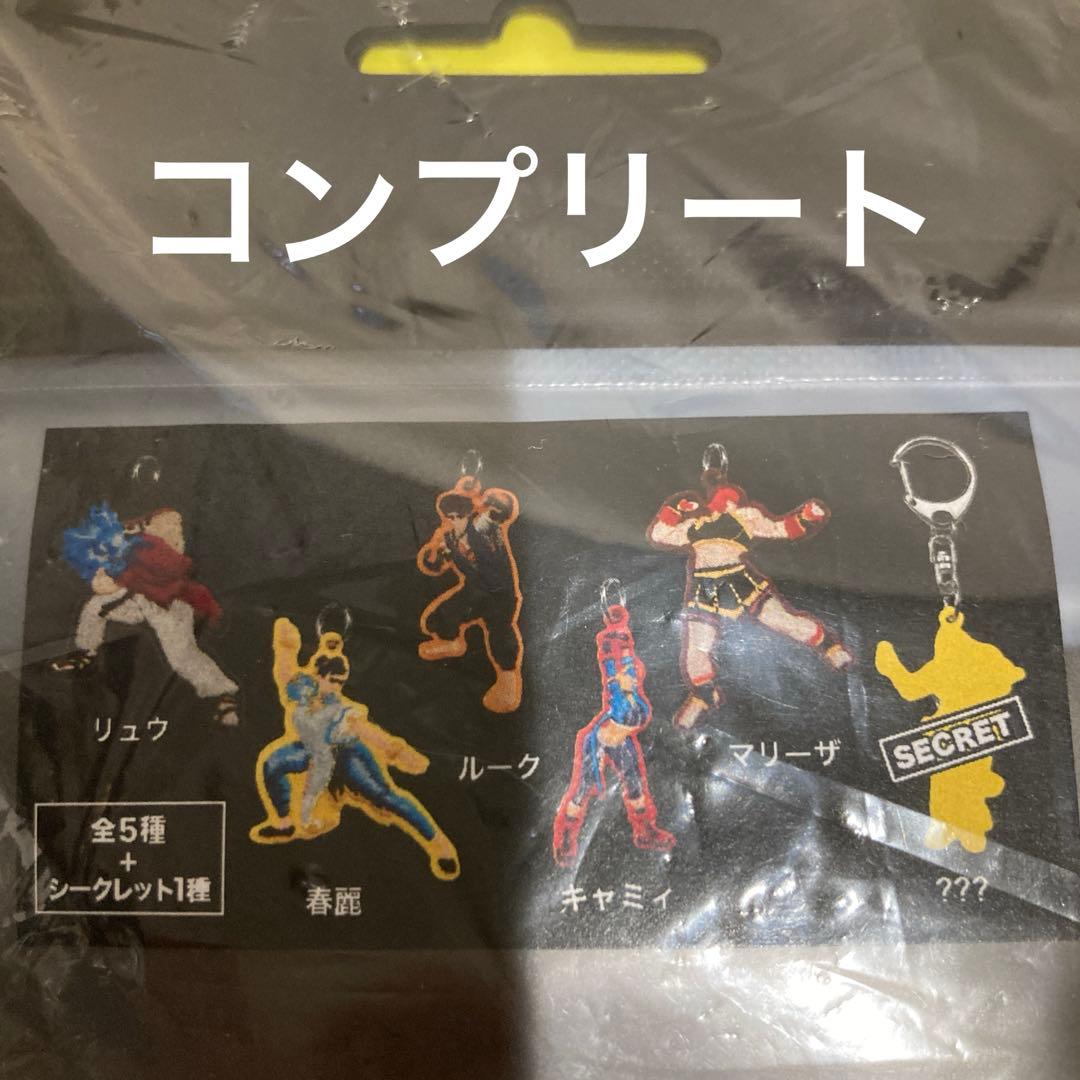 コンプリート
リュウ
ルーク
マリーザ
SECRET
全5種
+
シークレット1種
春麗
キャミィ
???